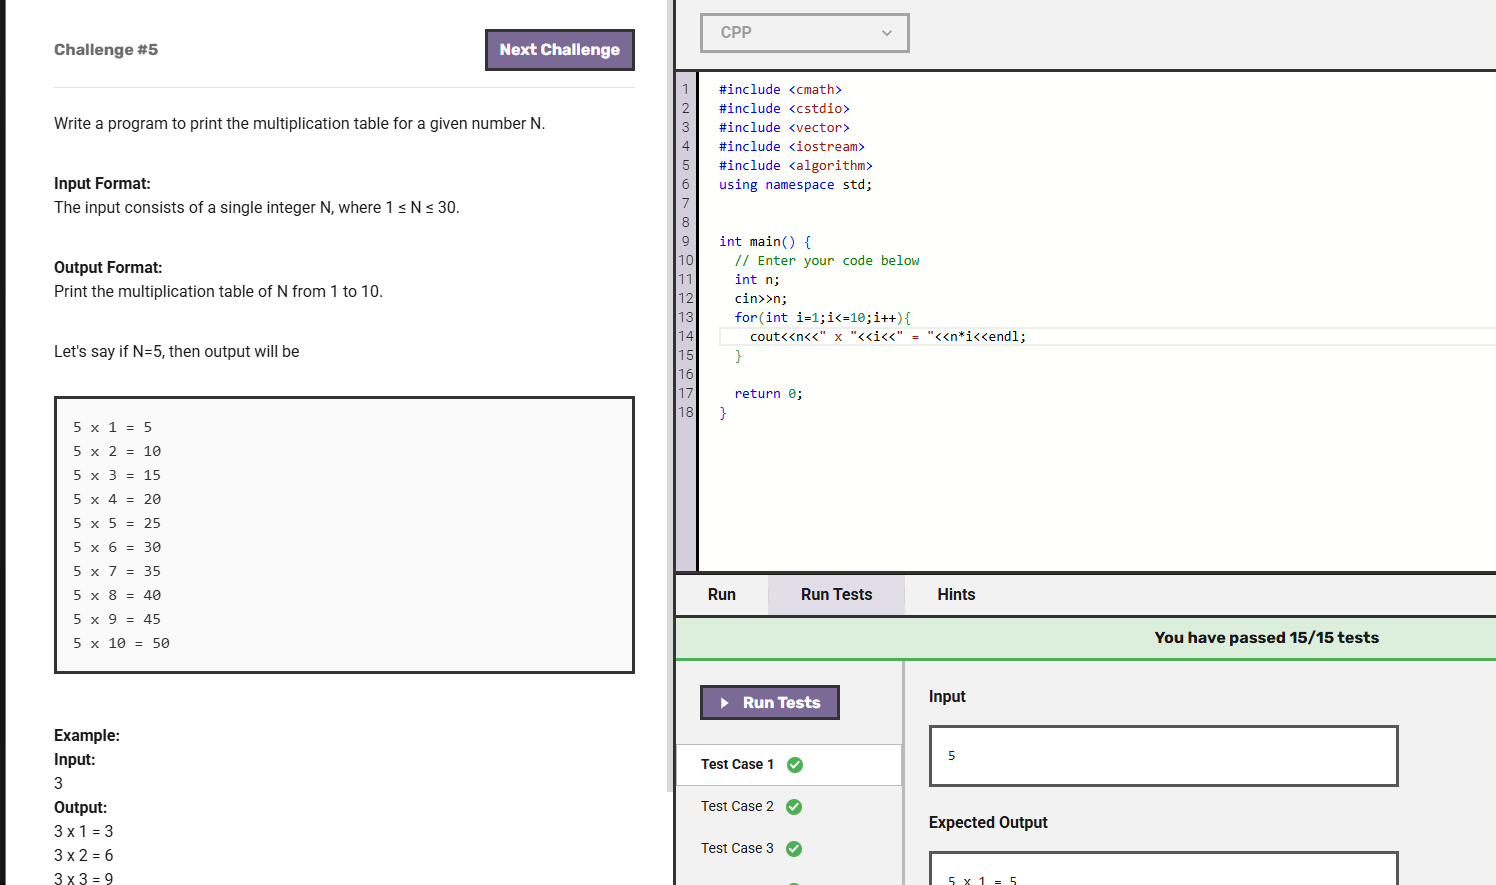 Challenge #5
Next Challenge
Write a program to print the multiplication table for a given number N.
Input Format:
The input consists of a single integer N, where 1 ≤ N ≤ 30.
Output Format:
Print the multiplication table of N from 1 to 10.
Let's say if N=5, then output will be
5 x 1 = 5
5 x 2 = 10
5 x 3 = 15
5 x 4 = 20
5 x 5 = 25
5 x 6 = 30
5 x 7 = 35
5 x 8 = 40
5 x 9 = 45
5 x 10 = 50
Example:
Input:
3
Output:
3 x 1 = 3
3 x 2 = 6
3 x 3 = 9
CPP
1 #include <cmath>
2 #include <cstdio>
3 #include <vector>
4 #include <iostream>
5 #include <algorithm>
6 using namespace std;
7
8
9 int main() {
10 // Enter your code below
11 int n;
12 cin>>n;
13 for(int i=1;i<=10;i++){
14 cout<<n<<" x "<<i<<" = "<<n*i<<endl;
15 }
16
17 return 0;
18 }
Run
Run Tests
Hints
You have passed 15/15 tests
Run Tests
Test Case 1
Test Case 2
Test Case 3
Input
5
Expected Output
5 x 1 = 5